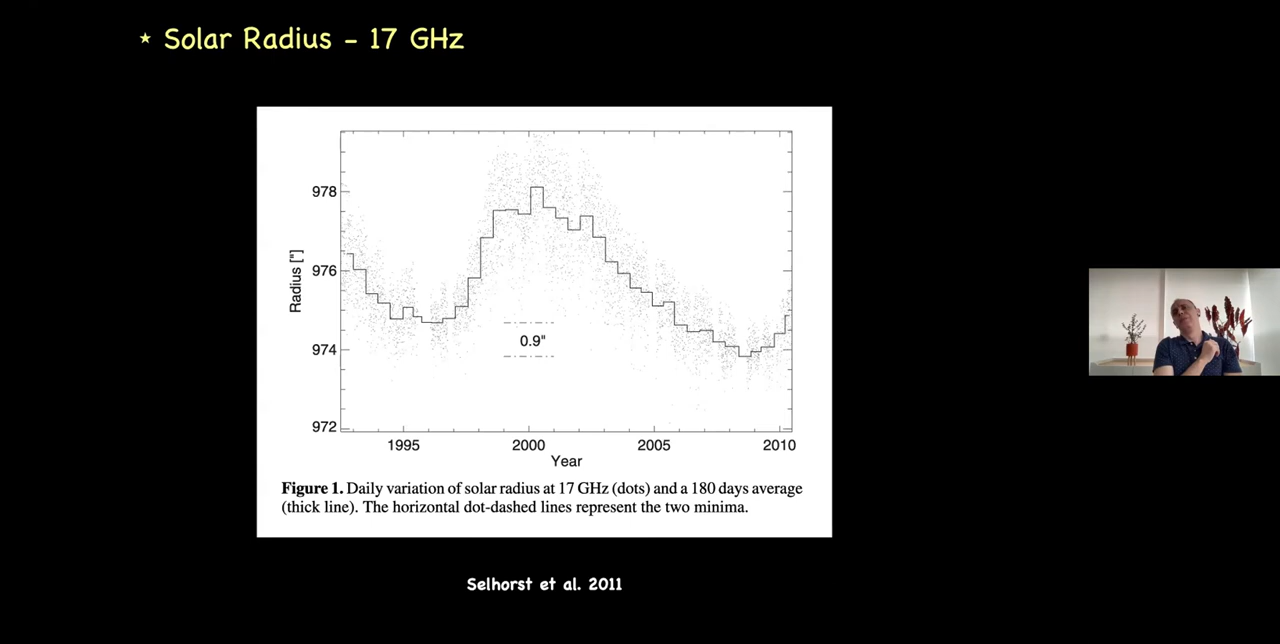 ★ Solar Radius - 17 GHz
978
976
974
972
Radius ["]
0.9"
1995 2000 2005 2010
Year
Figure 1. Daily variation of solar radius at 17 GHz (dots) and a 180 days average
(thick line). The horizontal dot-dashed lines represent the two minima.
Selhorst et al. 2011